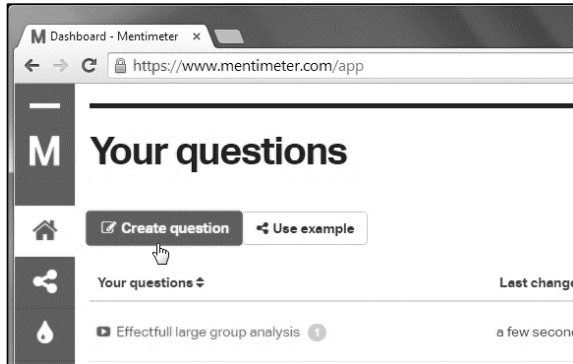 M Dashboard - Mentimeter ×
https://www.mentimeter.com/app
M
Your questions
Create question Use example
Your questions Last change
Effectfull large group analysis 1 a few secon